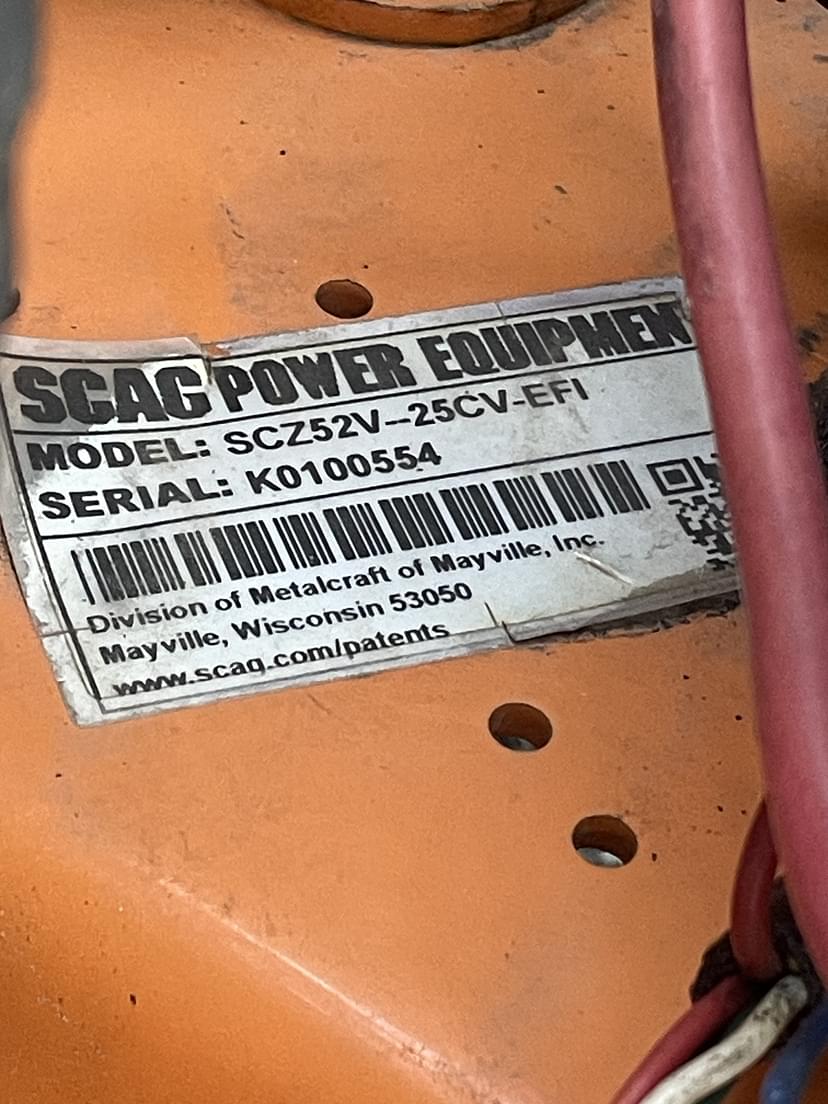 SCAG POWER EQUIPMEN
MODEL: SCZ52V--25CV-EFI
SERIAL: K0100554
Division of Metalcraft of Mayville, Inc.
Mayville, Wisconsin 53050
www.scag.com/patents